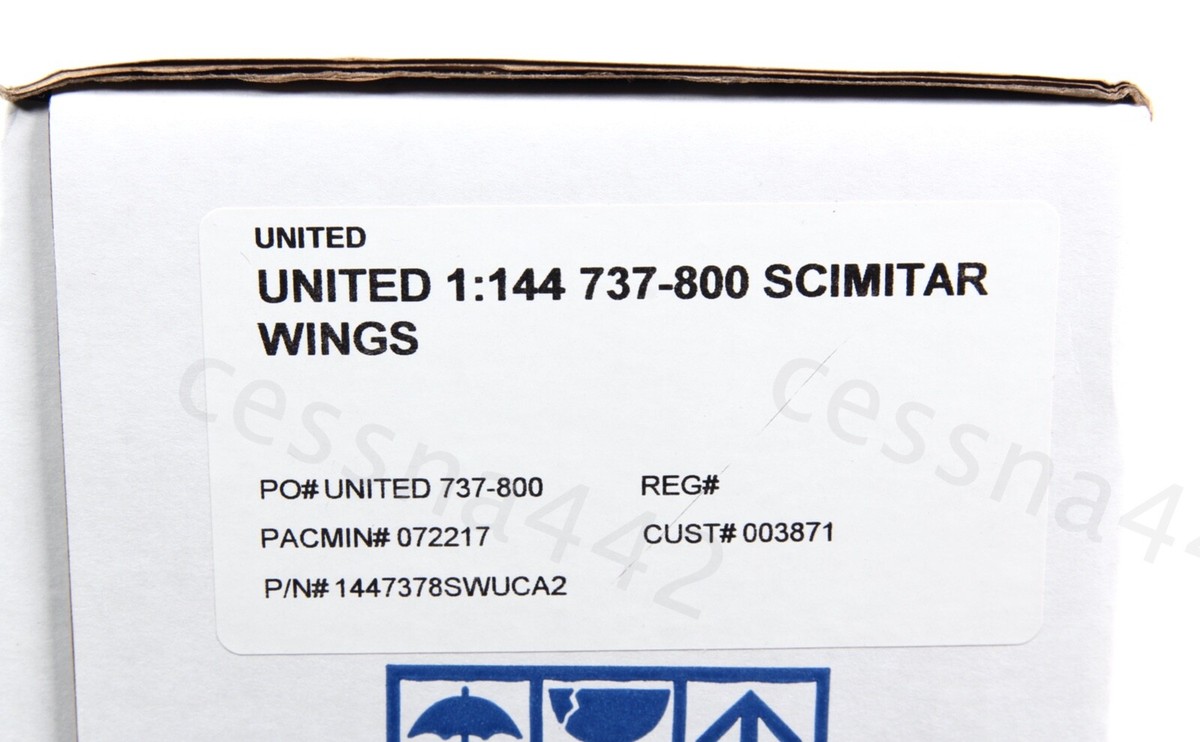 UNITED
UNITED 1:144 737-800 SCIMITAR
WINGS
PO# UNITED 737-800 REG#
PACMIN# 072217 CUST# 003871
P/N# 1447378SWUCA2
cessna442
cessna44